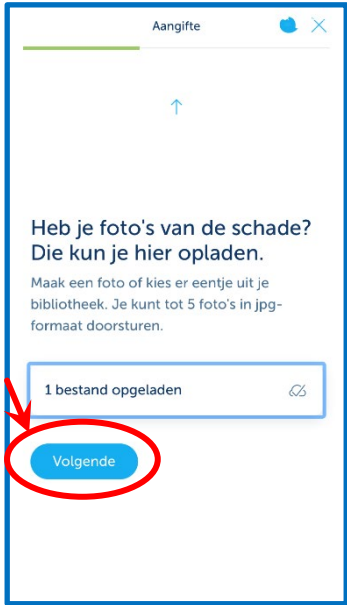 Aangifte
Heb je foto's van de schade?
Die kun je hier opladen.
Maak een foto of kies er eentje uit je
bibliotheek. Je kunt tot 5 foto's in jpg-
formaat doorsturen.
1 bestand opgeladen
Volgende